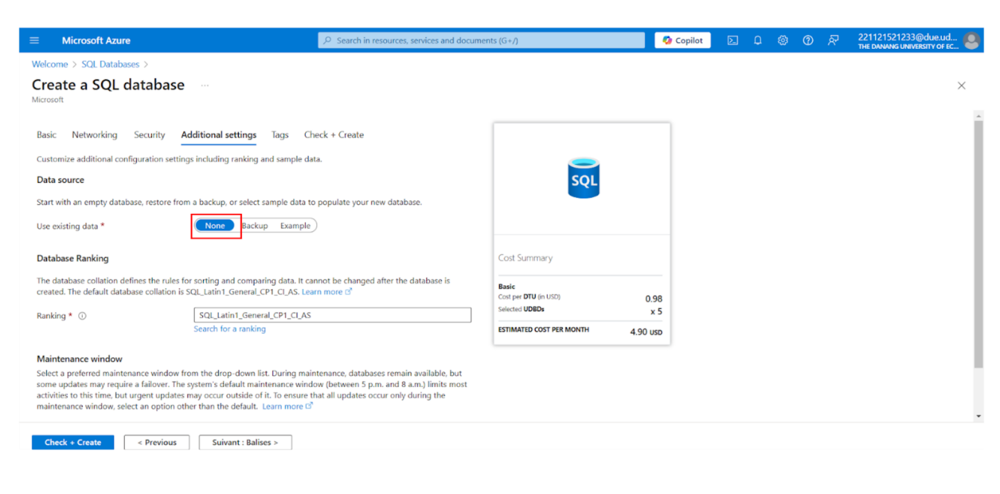 Microsoft Azure
Search in resources, services and documents (G+/)
Copilot
221121521233@due.ud...
THE DANANG UNIVERSITY OF EC...
Welcome > SQL Databases >
Create a SQL database ...
Microsoft
Basic Networking Security Additional settings Tags Check + Create
Customize additional configuration settings including ranking and sample data.
Data source
Start with an empty database, restore from a backup, or select sample data to populate your new database.
Use existing data * None Backup Example
Database Ranking
The database collation defines the rules for sorting and comparing data. It cannot be changed after the database is
created. The default database collation is SQL_Latin1_General_CP1_CI_AS. Learn more
Ranking * SQL_Latin1_General_CP1_CI_AS
Search for a ranking
Maintenance window
Select a preferred maintenance window from the drop-down list. During maintenance, databases remain available, but
some updates may require a failover. The system's default maintenance window (between 5 p.m. and 8 a.m.) limits most
activities to this time, but urgent updates may occur outside of it. To ensure that all updates occur only during the
maintenance window, select an option other than the default. Learn more
SQL
Cost Summary
Basic
Cost per DTU (in USD) 0.98
Selected UDBDs x 5
ESTIMATED COST PER MONTH 4.90 USD
Check + Create < Previous Suivant : Balises >